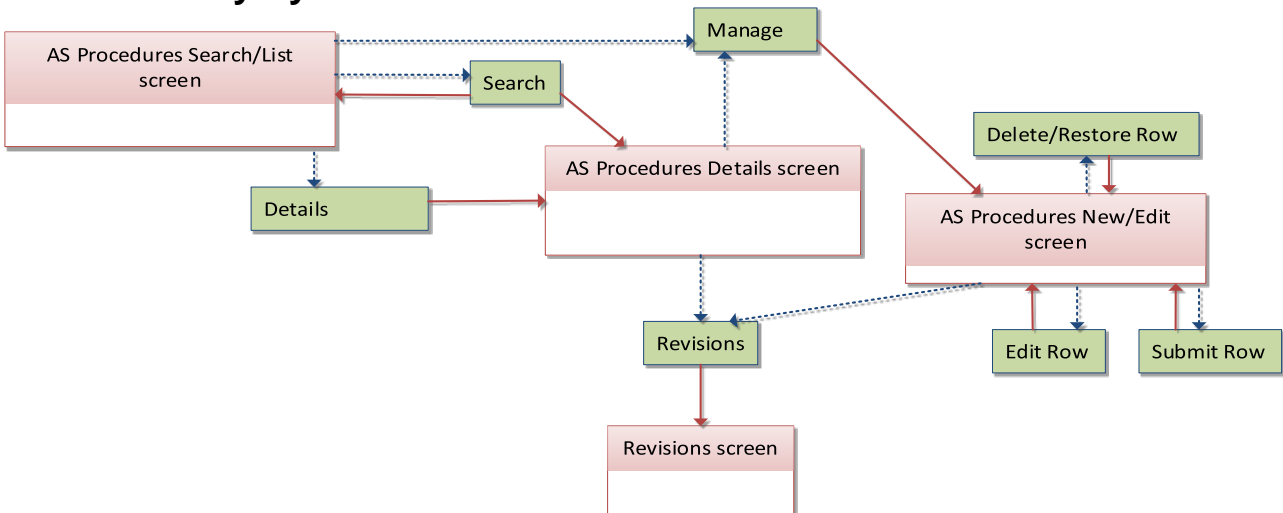 Manage
AS Procedures Search/List
screen
Search
Delete/Restore Row
AS Procedures Details screen
Details
AS Procedures New/Edit
screen
Revisions
Edit Row
Submit Row
Revisions screen